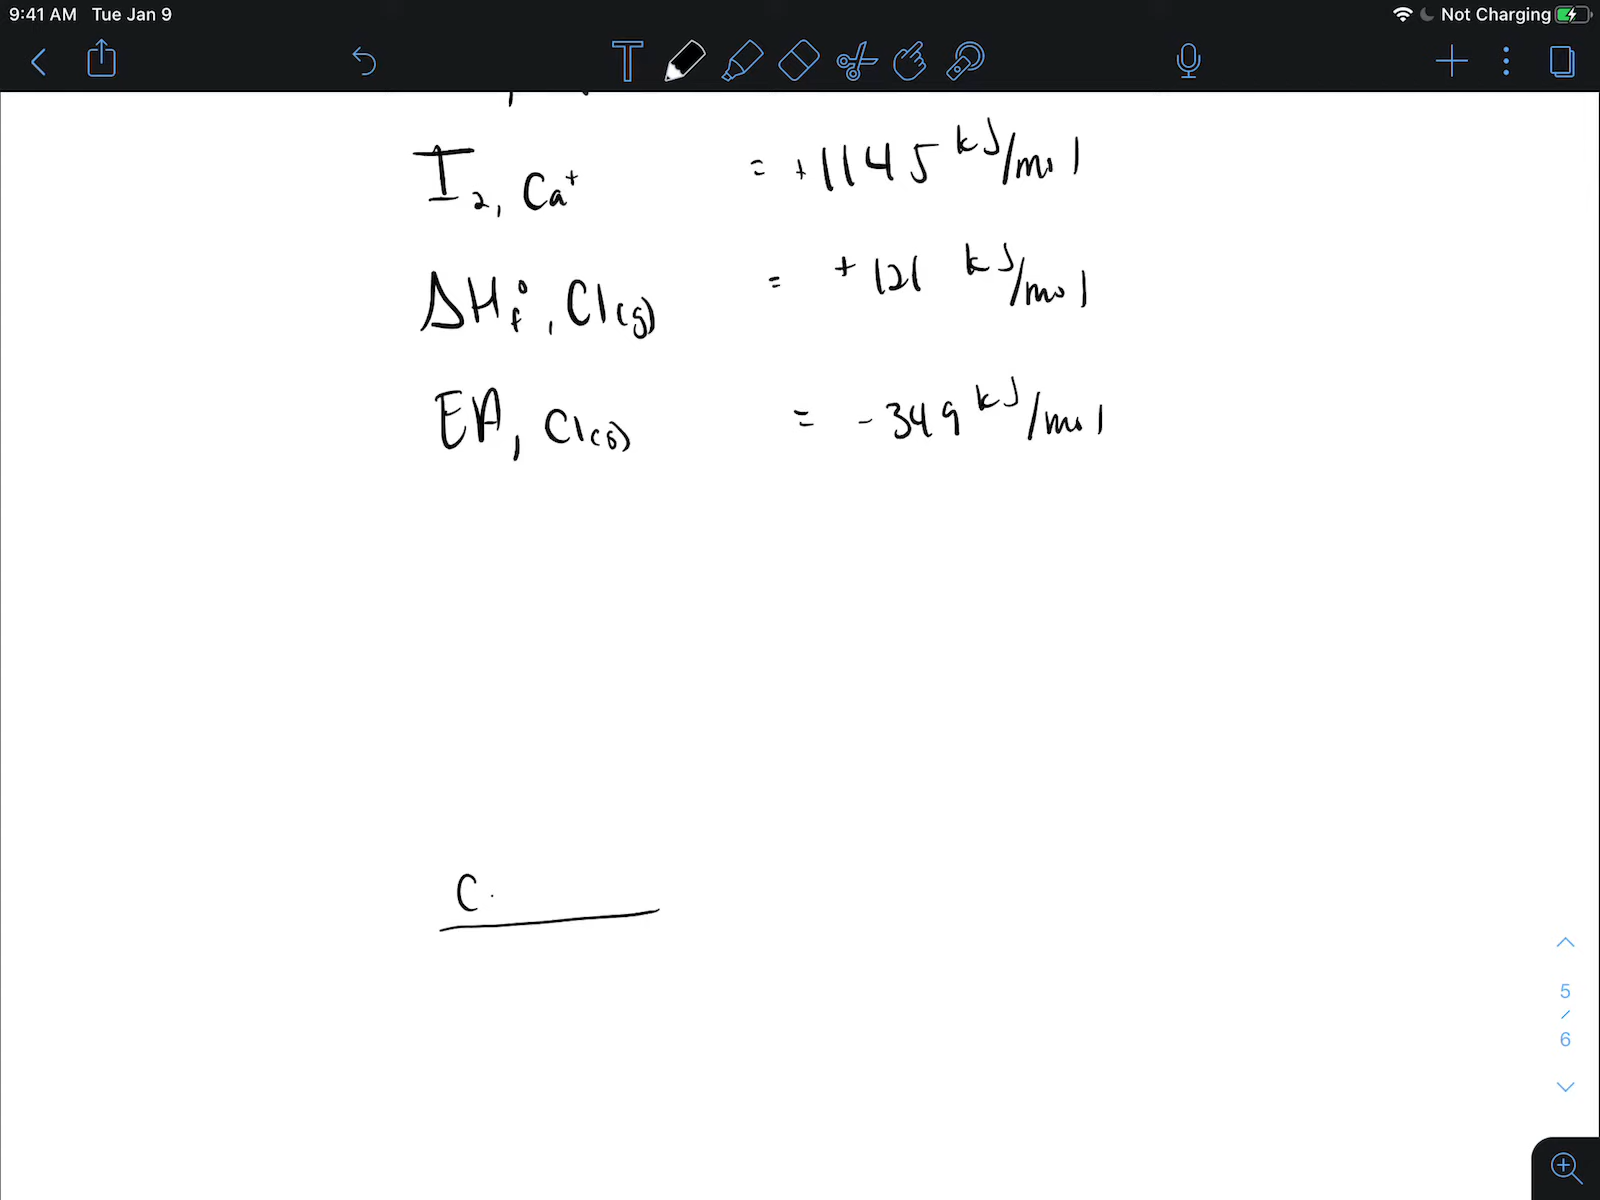 9:41 AM Tue Jan 9
Not Charging
T
I₂, Ca⁺ = +1145 kJ/mol
ΔH°f, Cl(g) = +121 kJ/mol
EA, Cl(g) = -349 kJ/mol
C
5
/
6